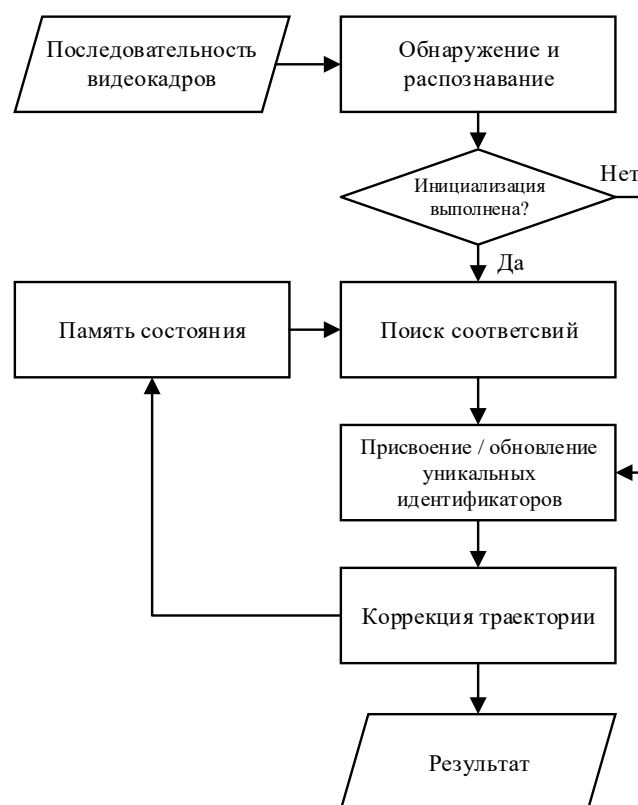 Последовательность
видеокадров
Обнаружение и
распознавание
Инициализация
выполнена?
Нет
Да
Память состояния
Поиск соответсвий
Присвоение / обновление
уникальных
идентификаторов
Коррекция траектории
Результат